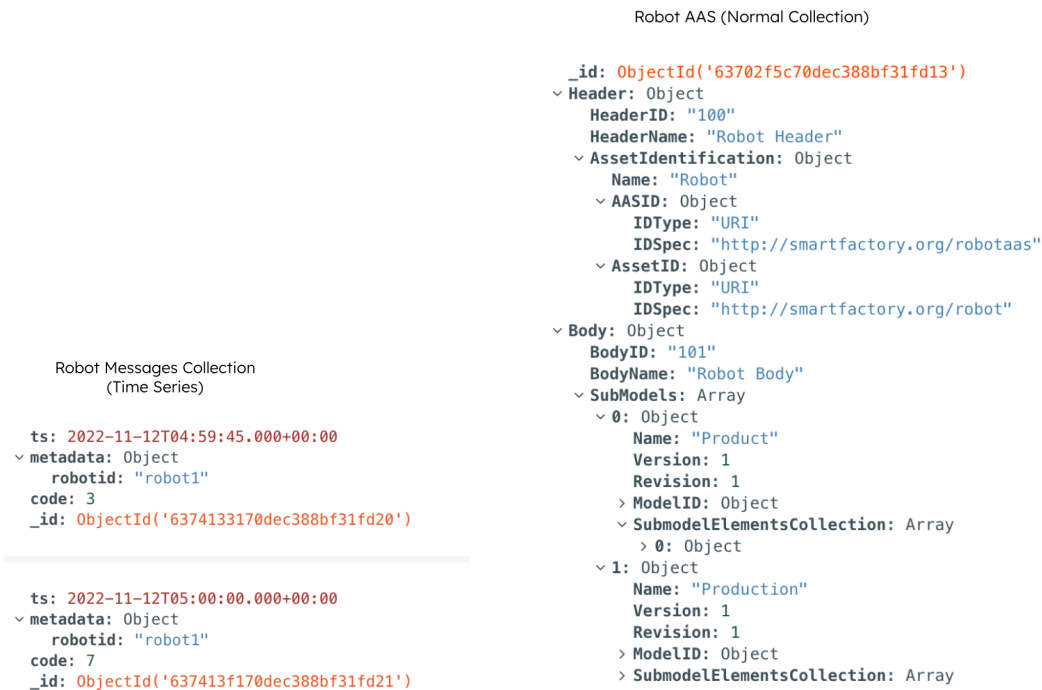 Robot Messages Collection
(Time Series)
ts: 2022-11-12T04:59:45.000+00:00
metadata: Object
robotid: "robot1"
code: 3
_id: ObjectId('6374133170dec388bf31fd20')
ts: 2022-11-12T05:00:00.000+00:00
metadata: Object
robotid: "robot1"
code: 7
_id: ObjectId('637413f170dec388bf31fd21')
Robot AAS (Normal Collection)
_id: ObjectId('63702f5c70dec388bf31fd13')
Header: Object
HeaderID: "100"
HeaderName: "Robot Header"
AssetIdentification: Object
Name: "Robot"
AASID: Object
IDType: "URI"
IDSpec: "http://smartfactory.org/robotaas"
AssetID: Object
IDType: "URI"
IDSpec: "http://smartfactory.org/robot"
Body: Object
BodyID: "101"
BodyName: "Robot Body"
SubModels: Array
0: Object
Name: "Product"
Version: 1
Revision: 1
ModelID: Object
SubmodelElementsCollection: Array
0: Object
1: Object
Name: "Production"
Version: 1
Revision: 1
ModelID: Object
SubmodelElementsCollection: Array